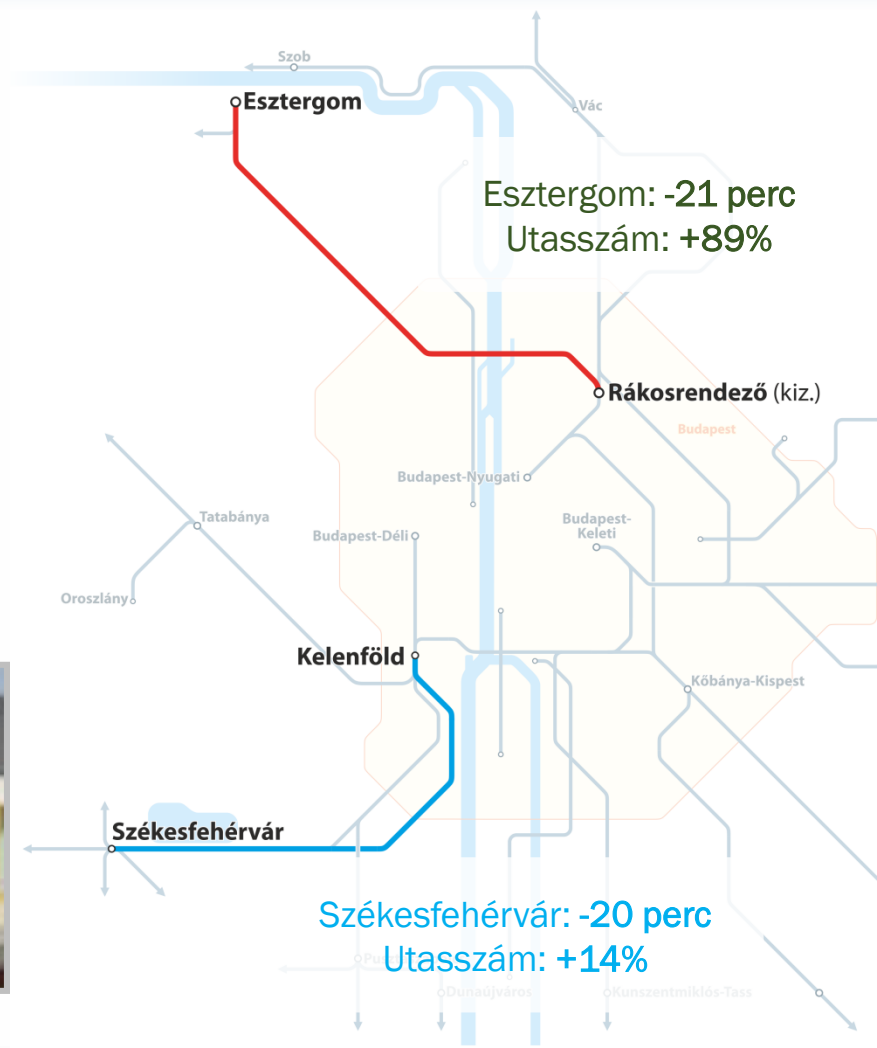 Szob
Esztergom
Vác
Esztergom: -21 perc
Utasszám: +89%
Rákosrendező (kiz.)
Budapest
Budapest-Nyugati
Tatabánya
Budapest-Déli
Budapest-
Keleti
Oroszlány
Kelenföld
Kőbánya-Kispest
Székesfehérvár
Székesfehérvár: -20 perc
Utasszám: +14%
Dunaújváros
Kunszentmiklós-Tass